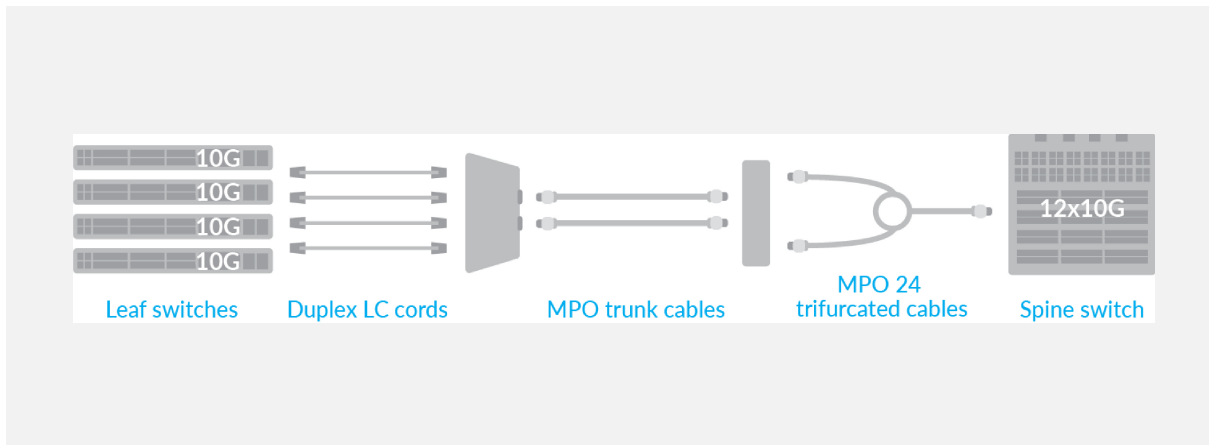 10G
10G
10G
10G
12x10G
Leaf switches
Duplex LC cords
MPO trunk cables
MPO 24
trifurcated cables
Spine switch